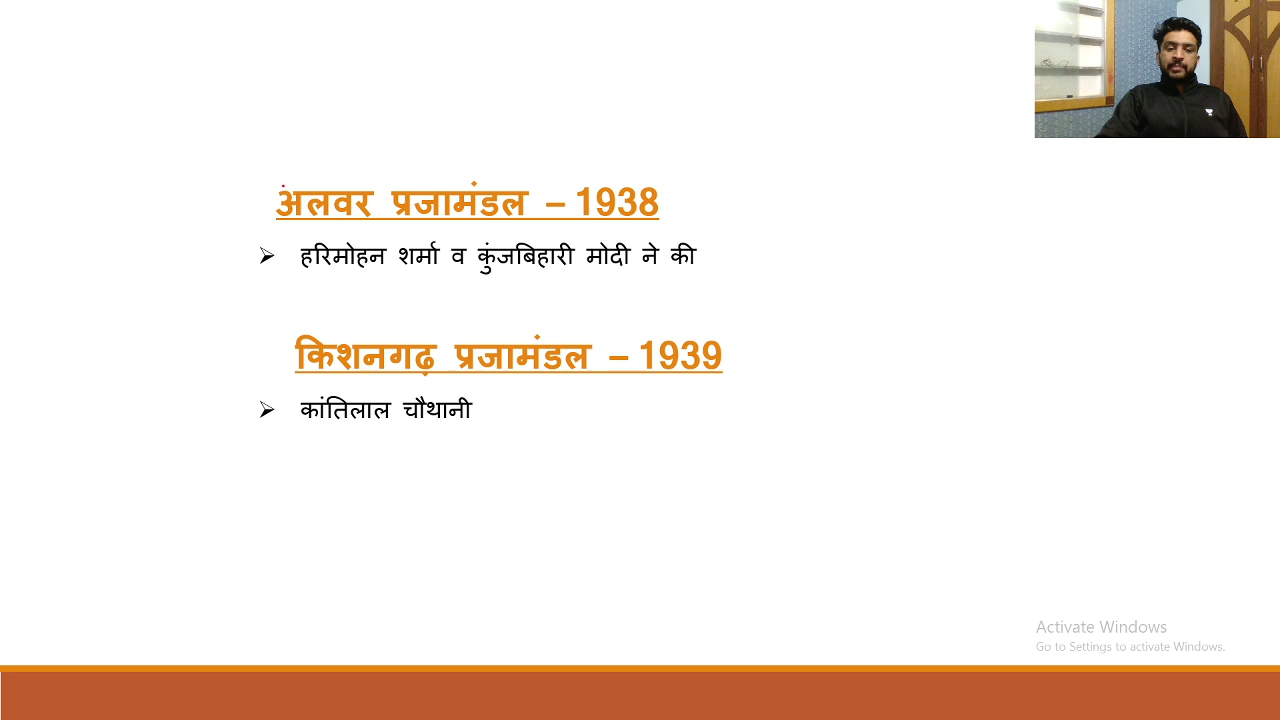 अलवर प्रजामंडल – 1938
➢ हरिमोहन शर्मा व कुंजबिहारी मोदी ने की
किशनगढ़ प्रजामंडल – 1939
➢ कांतिलाल चौथानी
Activate Windows
Go to Settings to activate Windows.